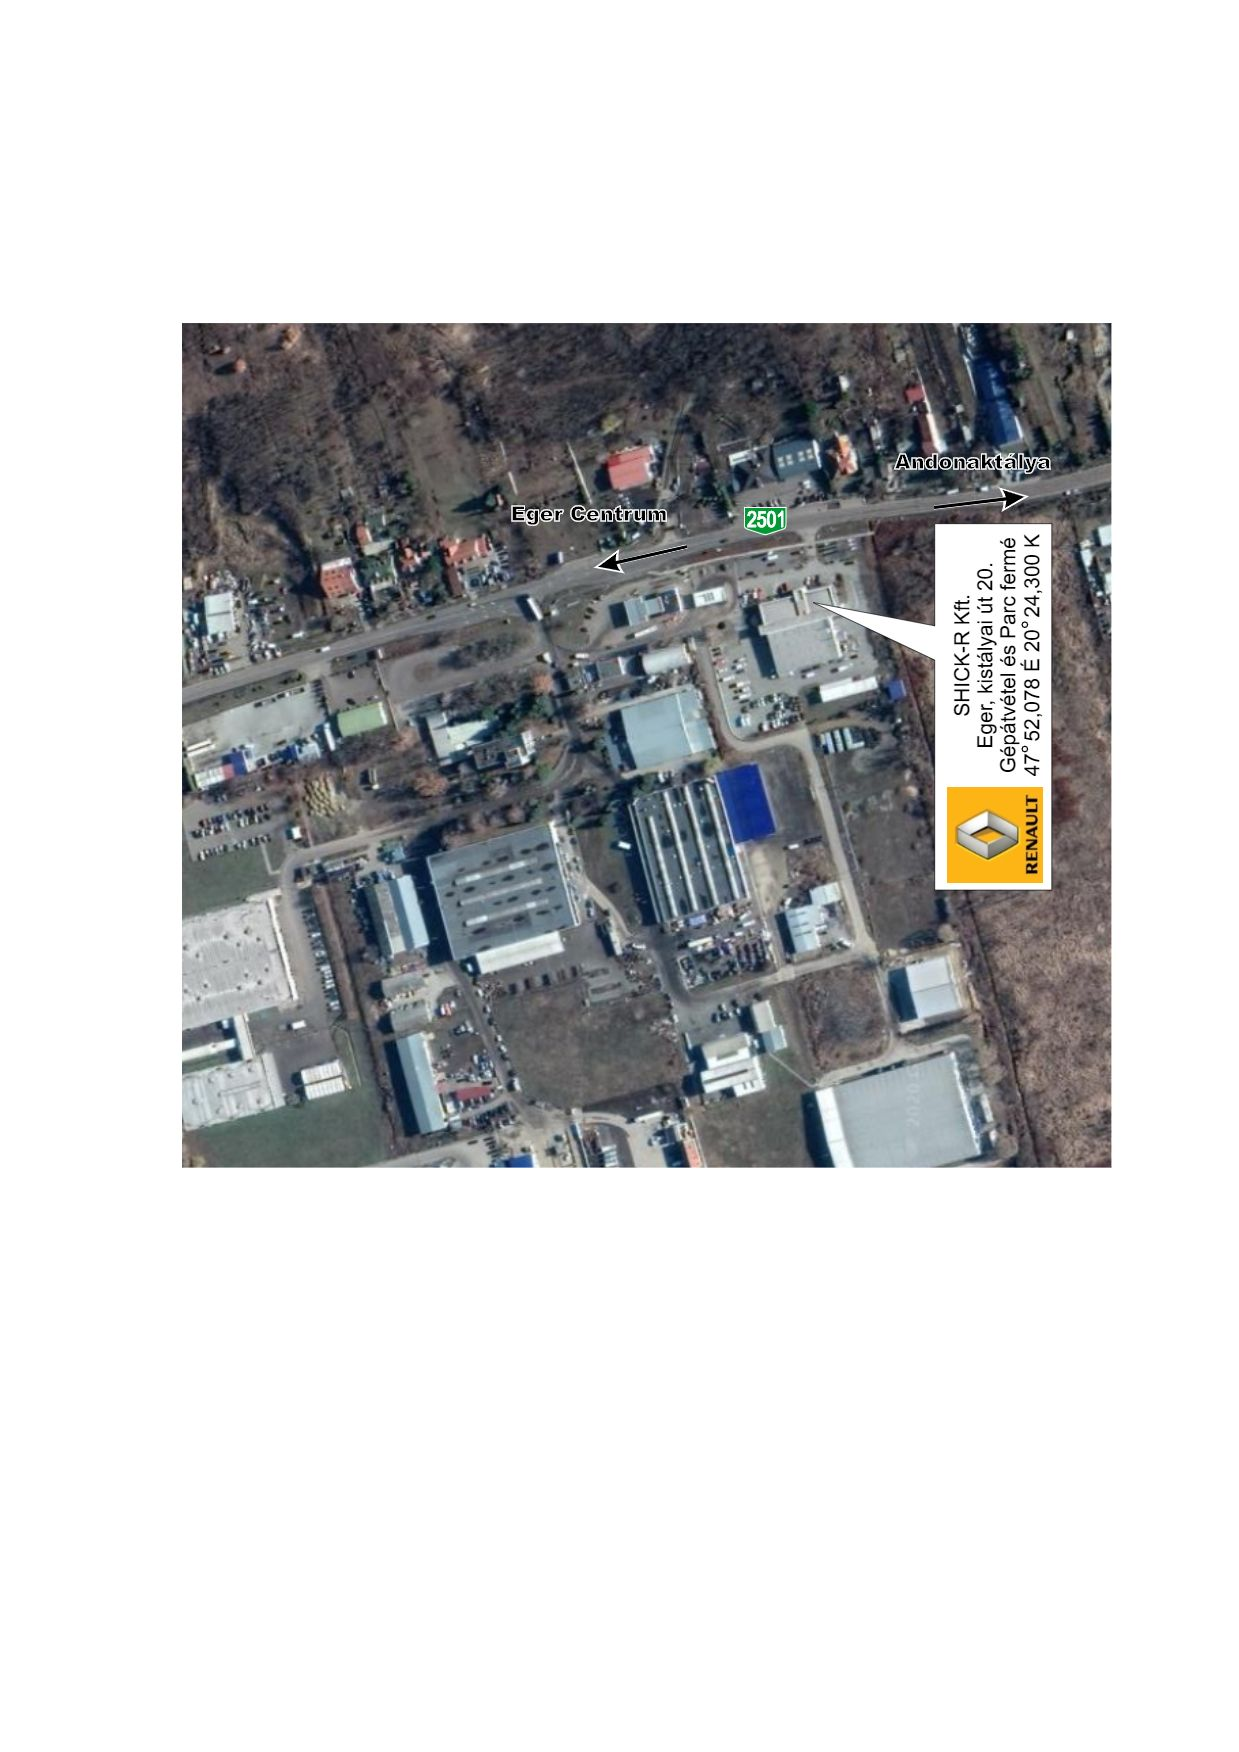 Andonaktálya
Eger Centrum
2501
SHICK-R Kft.
Eger, kistályai út 20.
Gépátvétel és Parc fermé
47° 52,078 É 20° 24,300 K
RENAULT